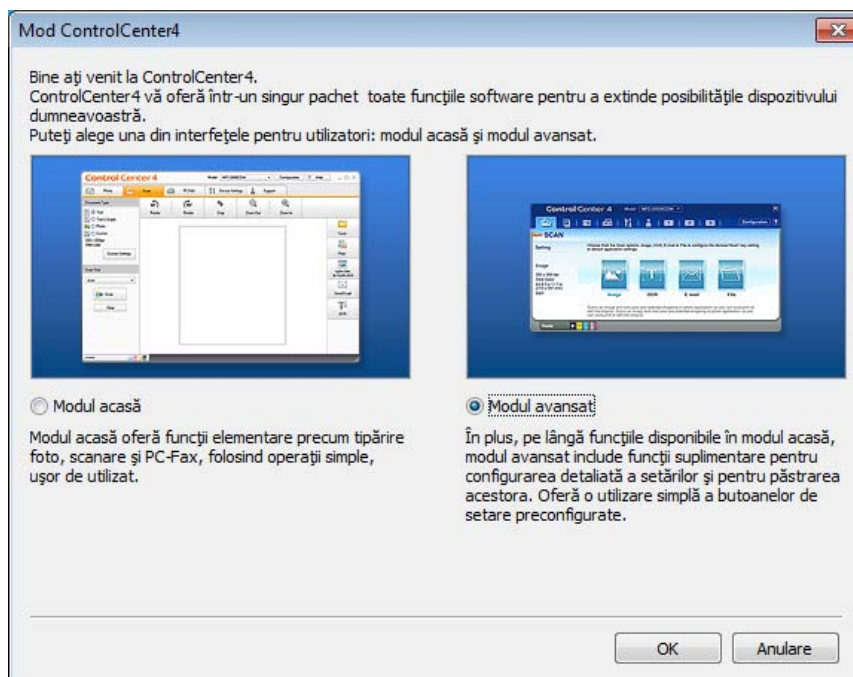 Mod ControlCenter4
Bine aţi venit la ControlCenter4.
ControlCenter4 vă oferă într-un singur pachet toate funcţiile software pentru a extinde posibilităţile dispozitivului
dumneavoastră.
Puteţi alege una din interfeţele pentru utilizatori: modul acasă şi modul avansat.
Control Center 4
Control Center 4
SCAN
Modul acasă
Modul acasă oferă funcţii elementare precum tipărire
foto, scanare şi PC-Fax, folosind operaţii simple,
uşor de utilizat.
Modul avansat
În plus, pe lângă funcţiile disponibile în modul acasă,
modul avansat include funcţii suplimentare pentru
configurarea detaliată a setărilor şi pentru păstrarea
acestora. Oferă o utilizare simplă a butoanelor de
setare preconfigurate.
OK
Anulare